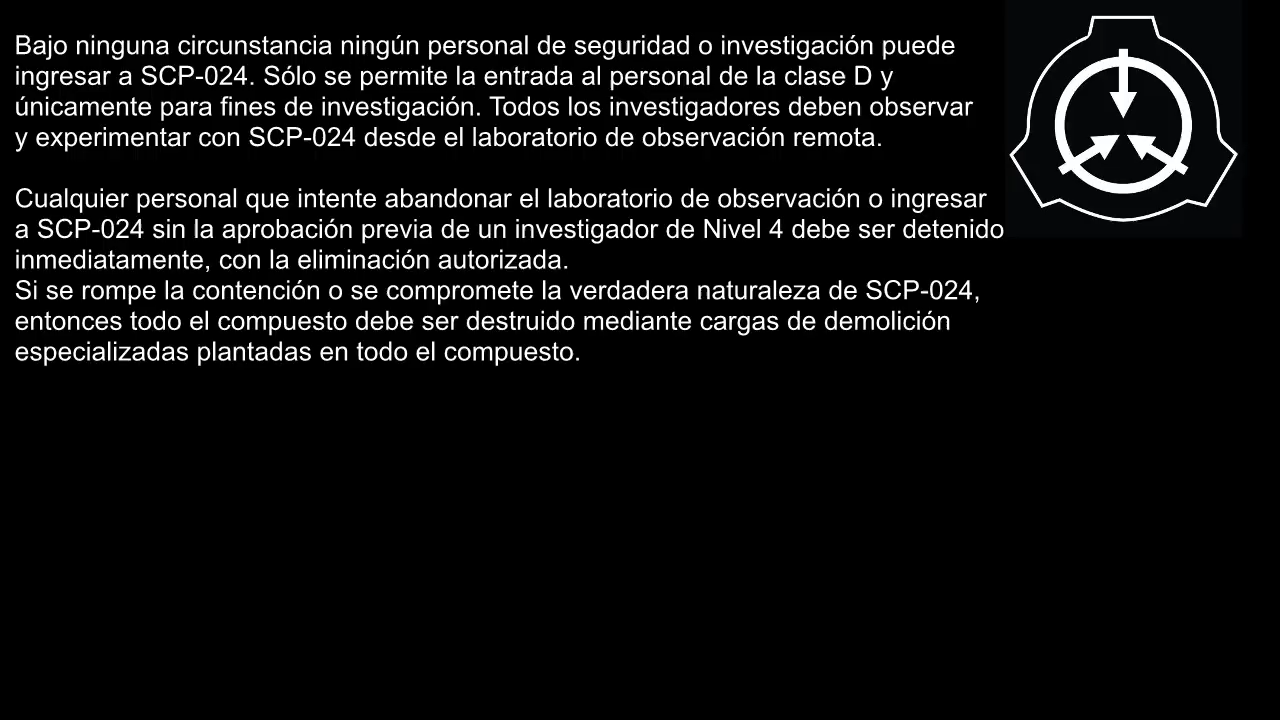 Bajo ninguna circunstancia ningún personal de seguridad o investigación puede
ingresar a SCP-024. Sólo se permite la entrada al personal de la clase D y
únicamente para fines de investigación. Todos los investigadores deben observar
y experimentar con SCP-024 desde el laboratorio de observación remota.
Cualquier personal que intente abandonar el laboratorio de observación o ingresar
a SCP-024 sin la aprobación previa de un investigador de Nivel 4 debe ser detenido
inmediatamente, con la eliminación autorizada.
Si se rompe la contención o se compromete la verdadera naturaleza de SCP-024,
entonces todo el compuesto debe ser destruido mediante cargas de demolición
especializadas plantadas en todo el compuesto.